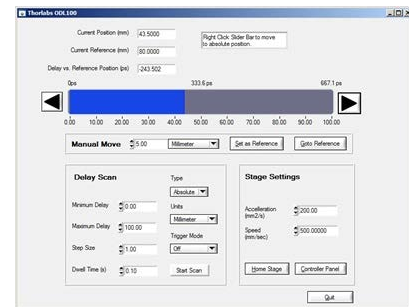 Thorlabs ODL100
Current Position (mm) 43.5000
Right Click Slider Bar to move
to absolute position.
Current Reference (mm) 80.0000
Delay vs. Reference Position (ps) -243.502
0ps 333.6 ps 667.1 ps
0.00 10.00 20.00 30.00 40.00 50.00 60.00 70.00 80.00 90.00 100.00
Manual Move 5.00 Millimeter Set as Reference Goto Reference
Delay Scan
Type
Absolute
Minimum Delay 0.00
Units
Millimeter
Maximum Delay 100.00
Trigger Mode
Off
Step Size 1.00
Dwell Time (s) 0.10
Start Scan
Stage Settings
Accelleration
(mm2/s) 200.00
Speed
(mm/sec) 500.00000
Home Stage Controller Panel
Quit